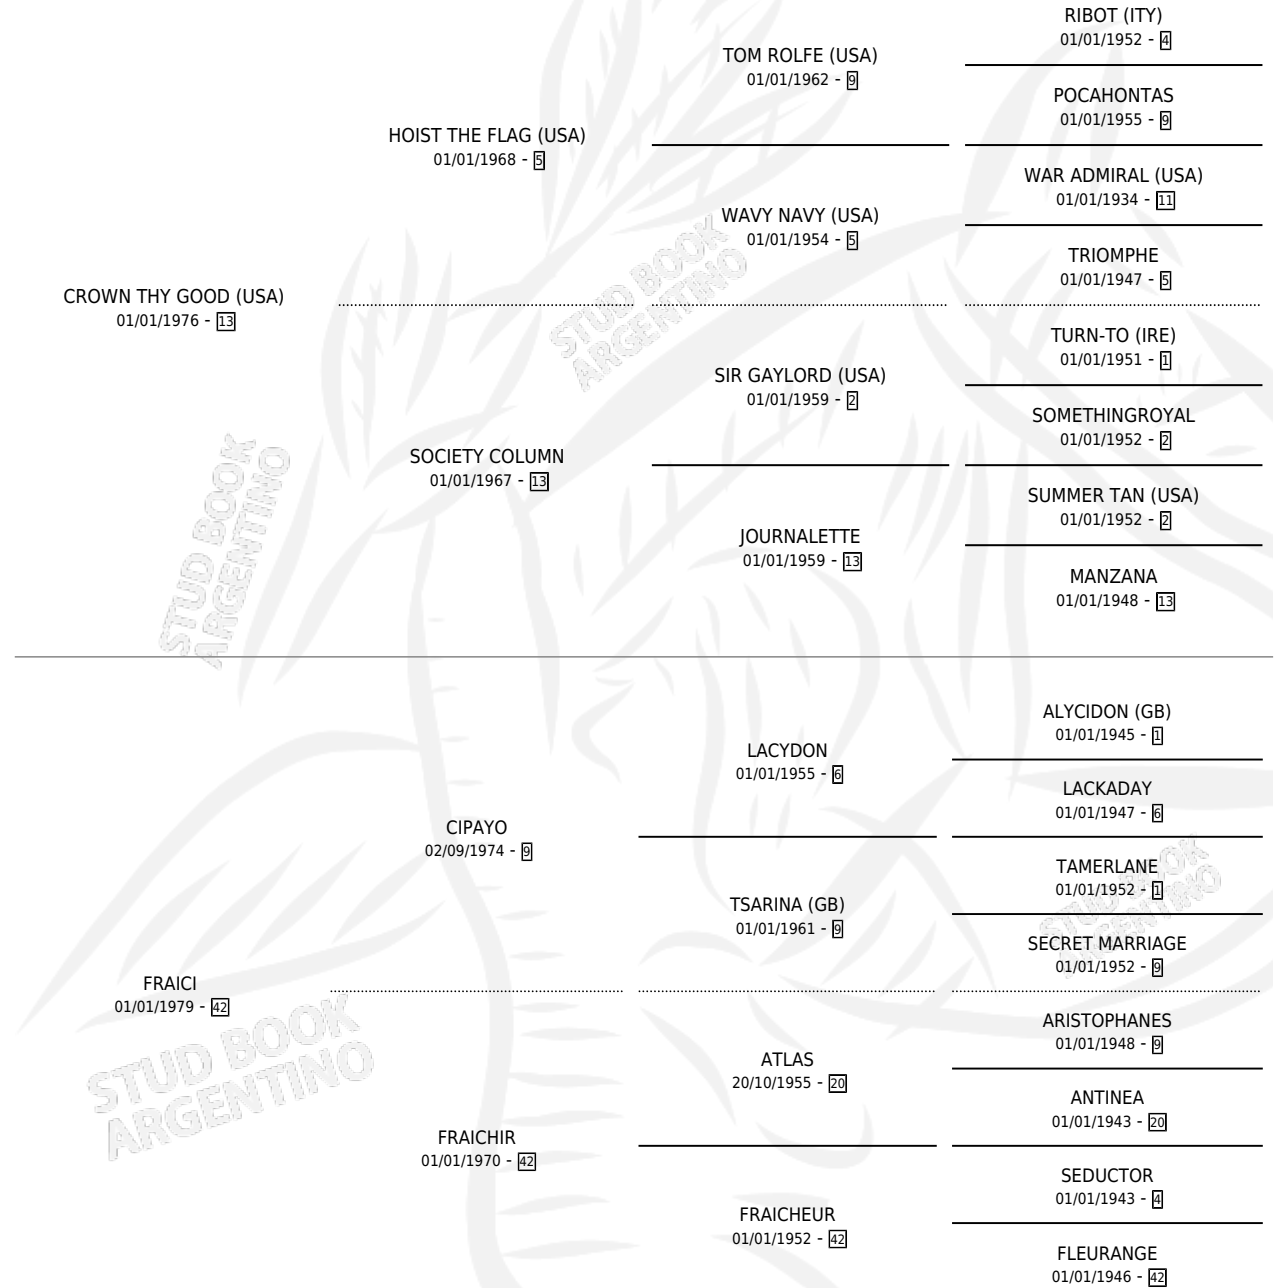 RIBOT (ITY)
01/01/1952 - 4
TOM ROLFE (USA)
01/01/1962 - 9
POCAHONTAS
01/01/1955 - 9
HOIST THE FLAG (USA)
01/01/1968 - 5
WAR ADMIRAL (USA)
01/01/1934 - 11
WAVY NAVY (USA)
01/01/1954 - 5
TRIOMPHE
01/01/1947 - 5
CROWN THY GOOD (USA)
01/01/1976 - 13
TURN-TO (IRE)
01/01/1951 - 1
SIR GAYLORD (USA)
01/01/1959 - 2
SOMETHINGROYAL
01/01/1952 - 2
SOCIETY COLUMN
01/01/1967 - 13
SUMMER TAN (USA)
01/01/1952 - 2
JOURNALETTE
01/01/1959 - 13
MANZANA
01/01/1948 - 13
ALYCIDON (GB)
01/01/1945 - 1
LACYDON
01/01/1955 - 6
LACKADAY
01/01/1947 - 6
CIPAYO
02/09/1974 - 9
TAMERLANE
01/01/1952 - 1
TSARINA (GB)
01/01/1961 - 9
SECRET MARRIAGE
01/01/1952 - 9
FRAICI
01/01/1979 - 42
ARISTOPHANES
01/01/1948 - 9
ATLAS
20/10/1955 - 20
ANTINEA
01/01/1943 - 20
FRAICHIR
01/01/1970 - 42
SEDUCTOR
01/01/1943 - 4
FRAICHEUR
01/01/1952 - 42
FLEURANGE
01/01/1946 - 42
STUD BOOK
ARGENTINO
STUD BOOK
ARGENTINO
STUD BOOK
ARGENTINO
STUD BOOK
ARGENTINO